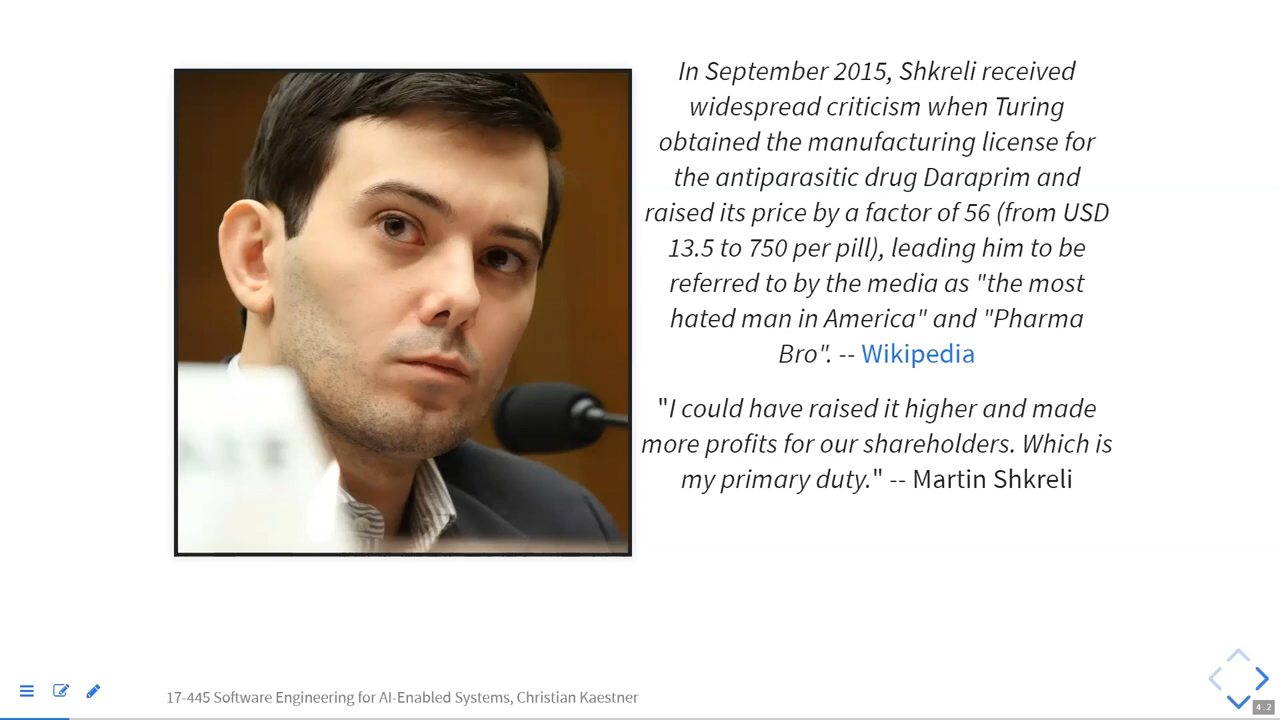 In September 2015, Shkreli received
widespread criticism when Turing
obtained the manufacturing license for
the antiparasitic drug Daraprim and
raised its price by a factor of 56 (from USD
13.5 to 750 per pill), leading him to be
referred to by the media as "the most
hated man in America" and "Pharma
Bro". -- Wikipedia
"I could have raised it higher and made
more profits for our shareholders. Which is
my primary duty." -- Martin Shkreli
17-445 Software Engineering for AI-Enabled Systems, Christian Kaestner
4.2